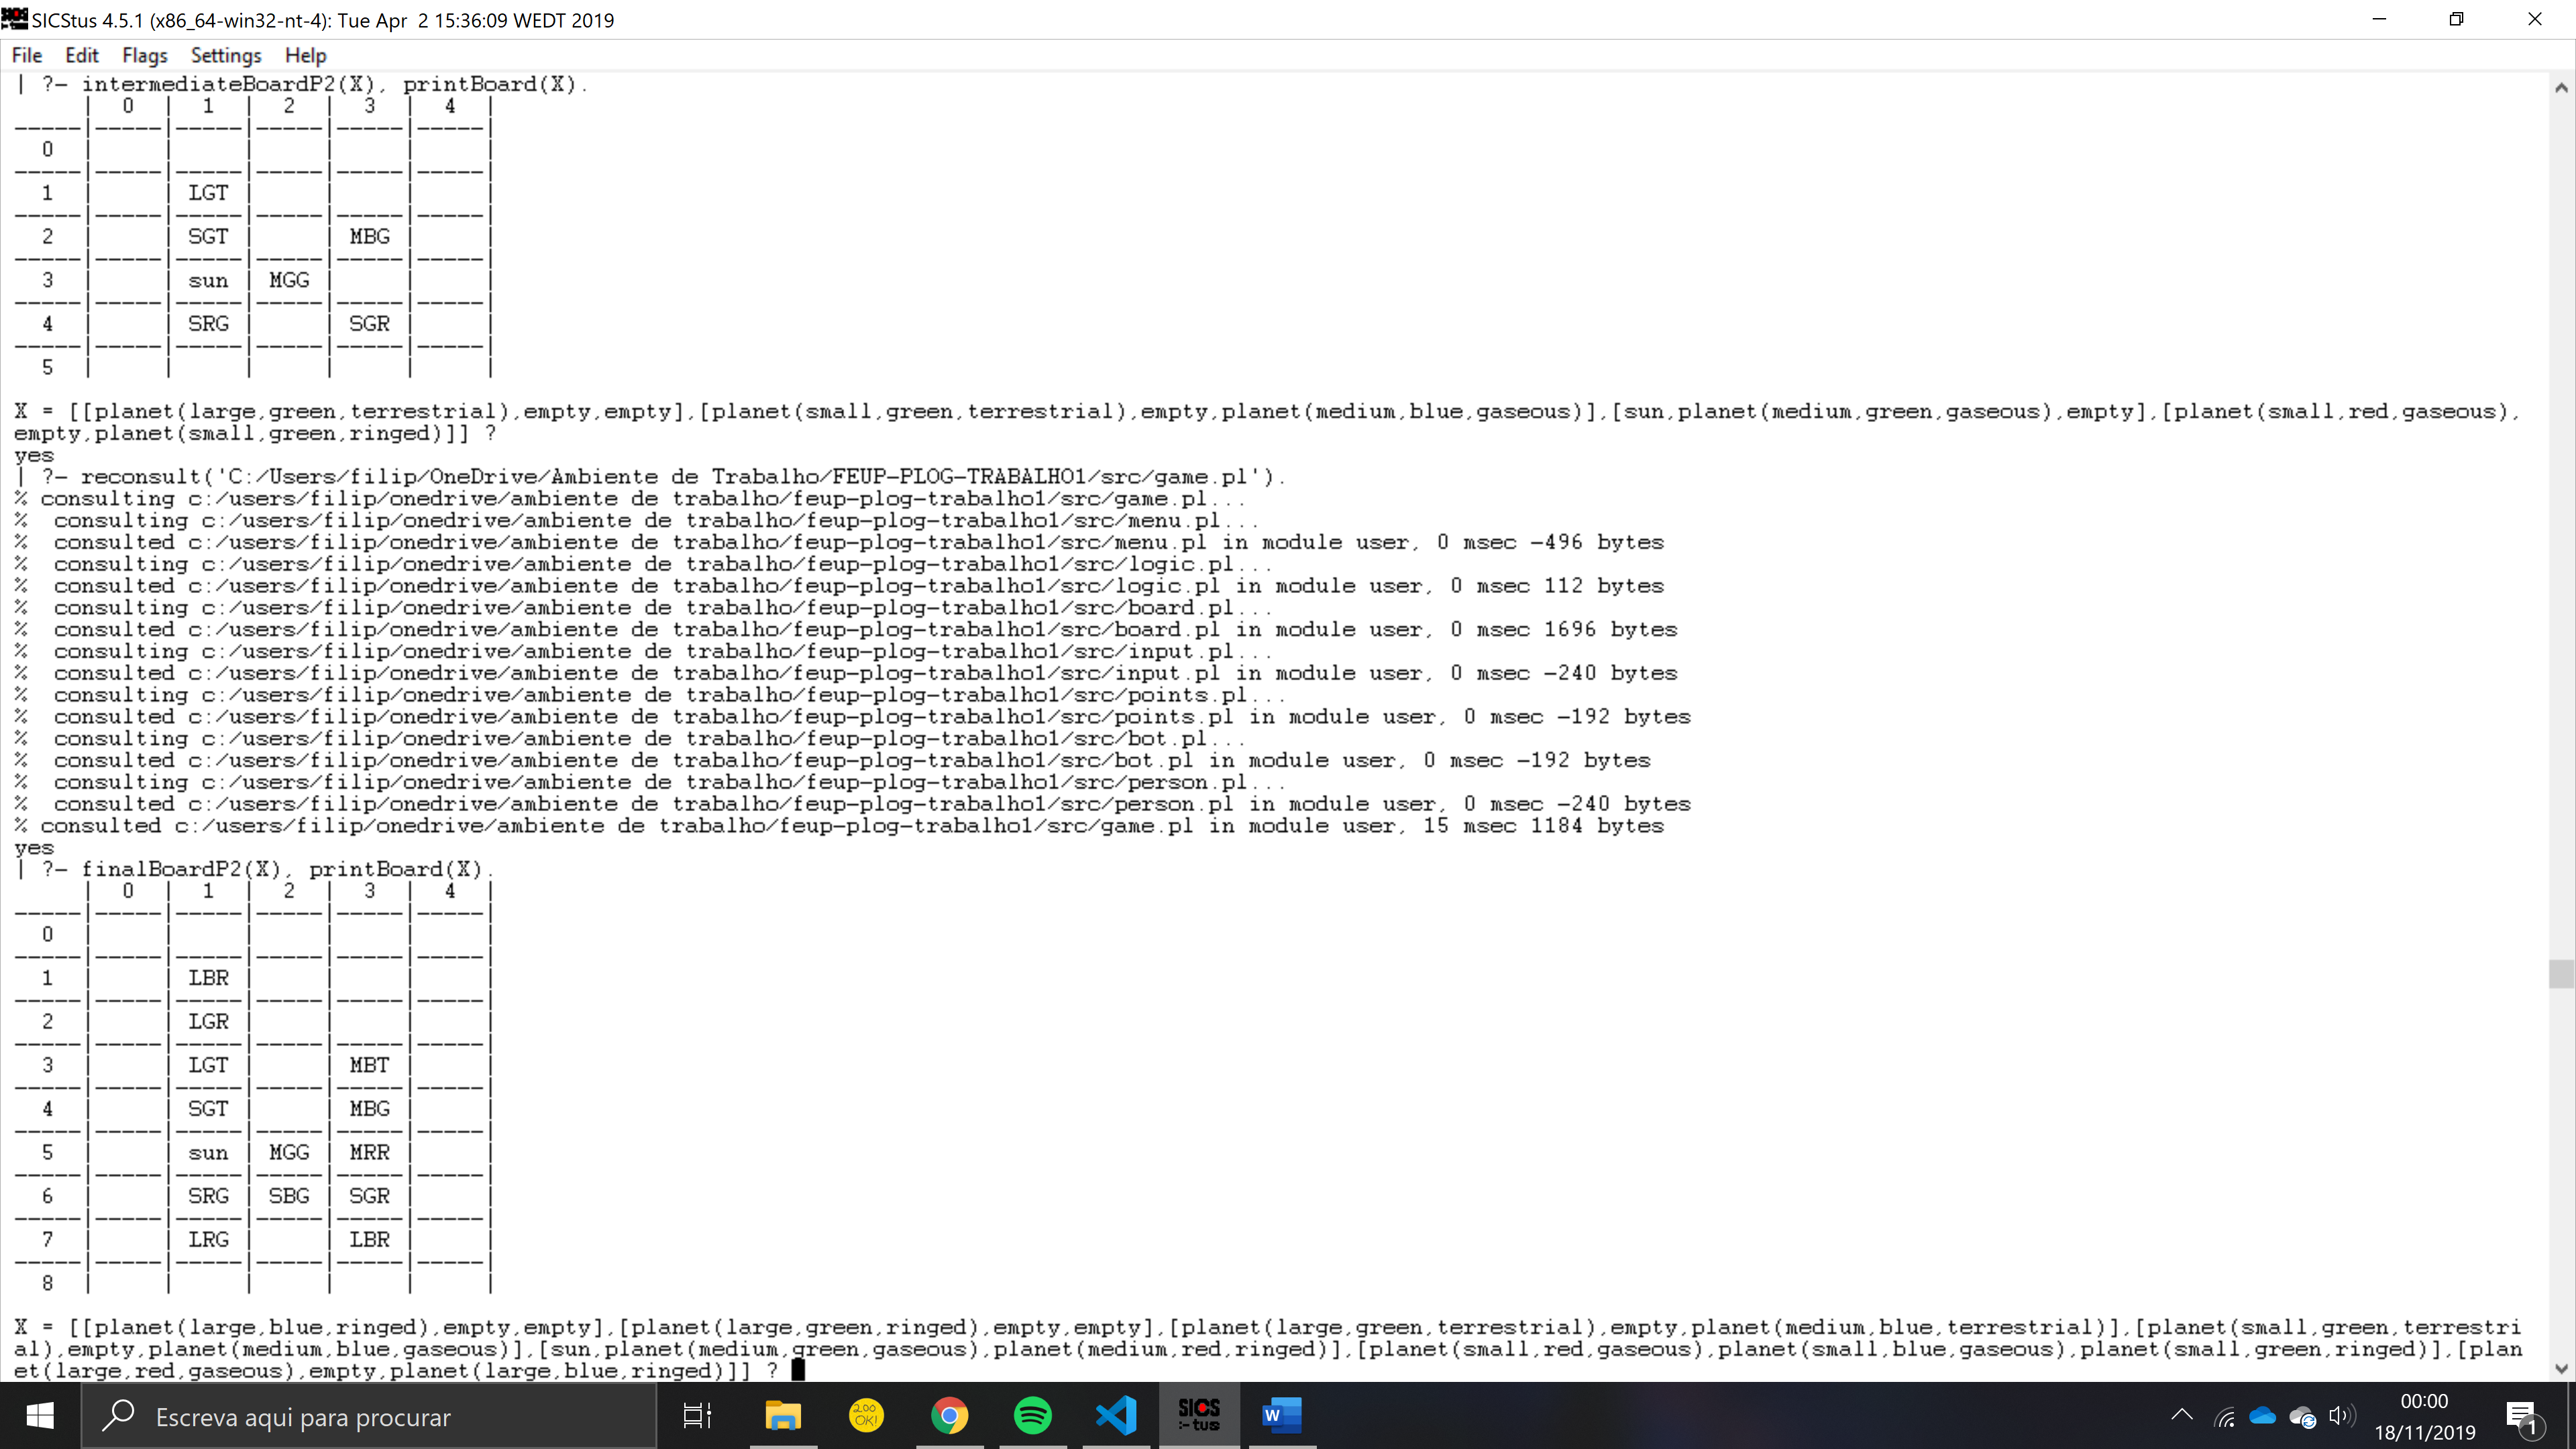 SICStus 4.5.1 (x86_64-win32-nt-4): Tue Apr  2 15:36:09 WEDT 2019
File Edit Flags Settings Help
| ?- intermediateBoardP2(X), printBoard(X).
     |  0  |  1  |  2  |  3  |  4  |
-----|-----|-----|-----|-----|-----|
  0  |     |     |     |     |     |
-----|-----|-----|-----|-----|-----|
  1  |     | LGT |     |     |     |
-----|-----|-----|-----|-----|-----|
  2  |     | SGT |     | MBG |     |
-----|-----|-----|-----|-----|-----|
  3  |     | sun | MGG |     |     |
-----|-----|-----|-----|-----|-----|
  4  |     | SRG |     | SGR |     |
-----|-----|-----|-----|-----|-----|
  5  |     |     |     |     |     |
X = [[planet(large,green,terrestrial),empty,empty],[planet(small,green,terrestrial),empty,planet(medium,blue,gaseous)],[sun,planet(medium,green,gaseous),empty],[planet(small,red,gaseous),
empty,planet(small,green,ringed)]] ?
yes
| ?- reconsult('C:/Users/filip/OneDrive/Ambiente de Trabalho/FEUP-PLOG-TRABALHO1/src/game.pl').
% consulting c:/users/filip/onedrive/ambiente de trabalho/feup-plog-trabalho1/src/game.pl...
%  consulting c:/users/filip/onedrive/ambiente de trabalho/feup-plog-trabalho1/src/menu.pl...
%  consulted c:/users/filip/onedrive/ambiente de trabalho/feup-plog-trabalho1/src/menu.pl in module user, 0 msec -496 bytes
%  consulting c:/users/filip/onedrive/ambiente de trabalho/feup-plog-trabalho1/src/logic.pl...
%  consulted c:/users/filip/onedrive/ambiente de trabalho/feup-plog-trabalho1/src/logic.pl in module user, 0 msec 112 bytes
%  consulting c:/users/filip/onedrive/ambiente de trabalho/feup-plog-trabalho1/src/board.pl...
%  consulted c:/users/filip/onedrive/ambiente de trabalho/feup-plog-trabalho1/src/board.pl in module user, 0 msec 1696 bytes
%  consulting c:/users/filip/onedrive/ambiente de trabalho/feup-plog-trabalho1/src/input.pl...
%  consulted c:/users/filip/onedrive/ambiente de trabalho/feup-plog-trabalho1/src/input.pl in module user, 0 msec -240 bytes
%  consulting c:/users/filip/onedrive/ambiente de trabalho/feup-plog-trabalho1/src/points.pl...
%  consulted c:/users/filip/onedrive/ambiente de trabalho/feup-plog-trabalho1/src/points.pl in module user, 0 msec -192 bytes
%  consulting c:/users/filip/onedrive/ambiente de trabalho/feup-plog-trabalho1/src/bot.pl...
%  consulted c:/users/filip/onedrive/ambiente de trabalho/feup-plog-trabalho1/src/bot.pl in module user, 0 msec -192 bytes
%  consulting c:/users/filip/onedrive/ambiente de trabalho/feup-plog-trabalho1/src/person.pl...
%  consulted c:/users/filip/onedrive/ambiente de trabalho/feup-plog-trabalho1/src/person.pl in module user, 0 msec -240 bytes
% consulted c:/users/filip/onedrive/ambiente de trabalho/feup-plog-trabalho1/src/game.pl in module user, 15 msec 1184 bytes
yes
| ?- finalBoardP2(X), printBoard(X).
     |  0  |  1  |  2  |  3  |  4  |
-----|-----|-----|-----|-----|-----|
  0  |     |     |     |     |     |
-----|-----|-----|-----|-----|-----|
  1  |     | LBR |     |     |     |
-----|-----|-----|-----|-----|-----|
  2  |     | LGR |     |     |     |
-----|-----|-----|-----|-----|-----|
  3  |     | LGT |     | MBT |     |
-----|-----|-----|-----|-----|-----|
  4  |     | SGT |     | MBG |     |
-----|-----|-----|-----|-----|-----|
  5  |     | sun | MGG | MRR |     |
-----|-----|-----|-----|-----|-----|
  6  |     | SRG | SBG | SGR |     |
-----|-----|-----|-----|-----|-----|
  7  |     | LRG |     | LBR |     |
-----|-----|-----|-----|-----|-----|
  8  |     |     |     |     |     |
X = [[planet(large,blue,ringed),empty,empty],[planet(large,green,ringed),empty,empty],[planet(large,green,terrestrial),empty,planet(medium,blue,terrestrial)],[planet(small,green,terrestri
al),empty,planet(medium,blue,gaseous)],[sun,planet(medium,green,gaseous),planet(medium,red,ringed)],[planet(small,red,gaseous),planet(small,blue,gaseous),planet(small,green,ringed)],[plan
et(large,red,gaseous),empty,planet(large,blue,ringed)]] ?
Escreva aqui para procurar
200
OK!
W
SICS
:-tus
00:00
18/11/2019
1